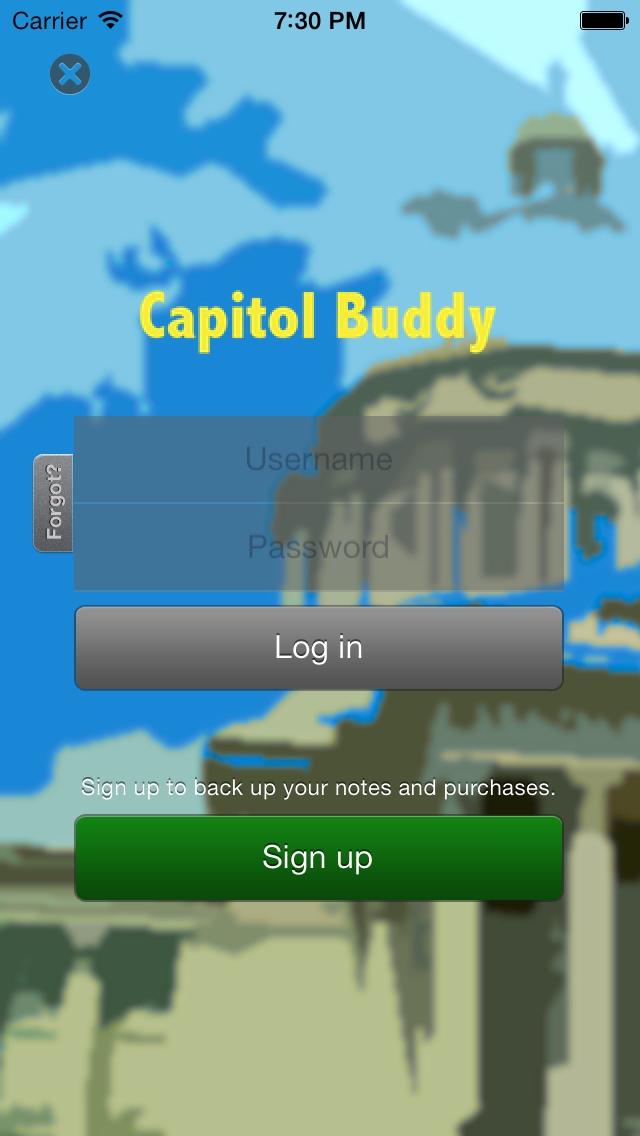 Carrier 7:30 PM
Capitol Buddy
Username
Forgot?
Password
Log in
Sign up to back up your notes and purchases.
Sign up